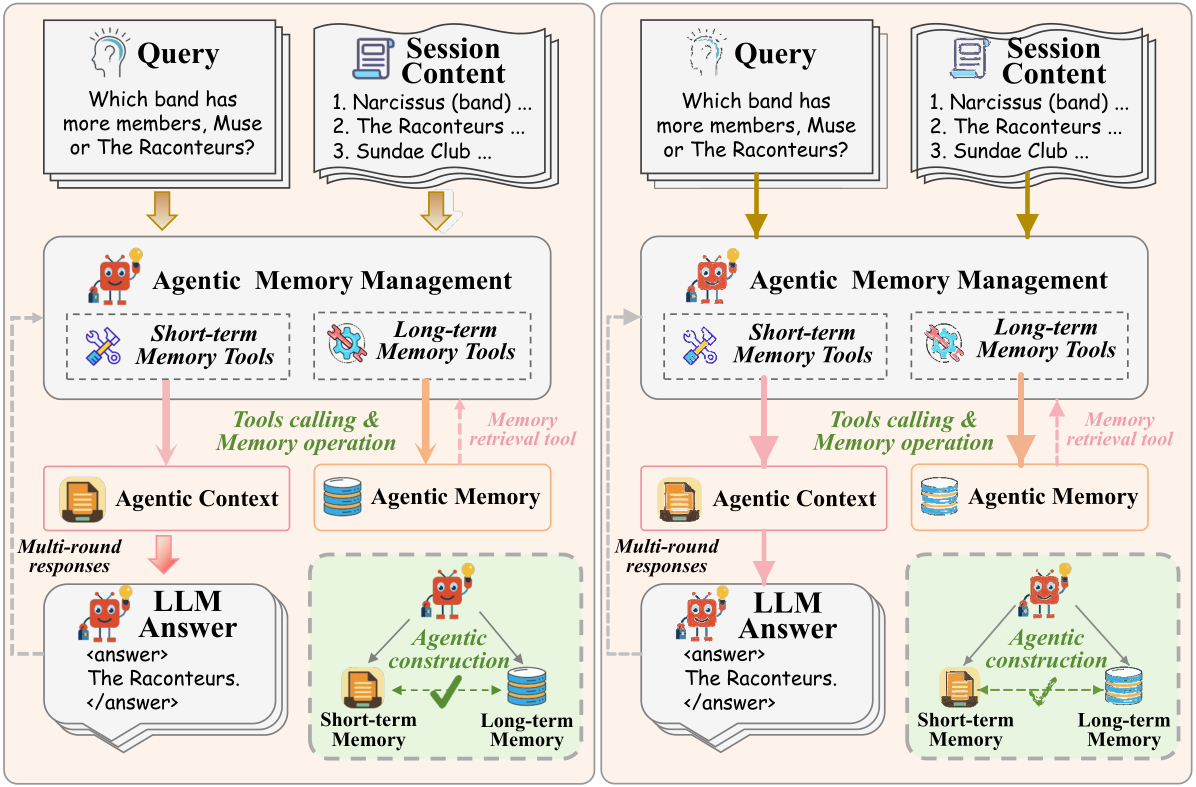 Query
Which band has
more members, Muse
or The Raconteurs?
Session
Content
1. Narcissus (band) ...
2. The Raconteurs ...
3. Sundae Club ...
Agentic Memory Management
Short-term
Memory Tools
Long-term
Memory Tools
Tools calling &
Memory operation
Memory
retrieval tool
Agentic Context
Agentic Memory
Multi-round
responses
LLM
Answer
<answer>
The Raconteurs.
</answer>
Agentic
construction
Short-term
Memory
Long-term
Memory
Query
Which band has
more members, Muse
or The Raconteurs?
Session
Content
1. Narcissus (band) ...
2. The Raconteurs ...
3. Sundae Club ...
Agentic Memory Management
Short-term
Memory Tools
Long-term
Memory Tools
Tools calling &
Memory operation
Memory
retrieval tool
Agentic Context
Agentic Memory
Multi-round
responses
LLM
Answer
<answer>
The Raconteurs.
</answer>
Agentic
construction
Short-term
Memory
Long-term
Memory